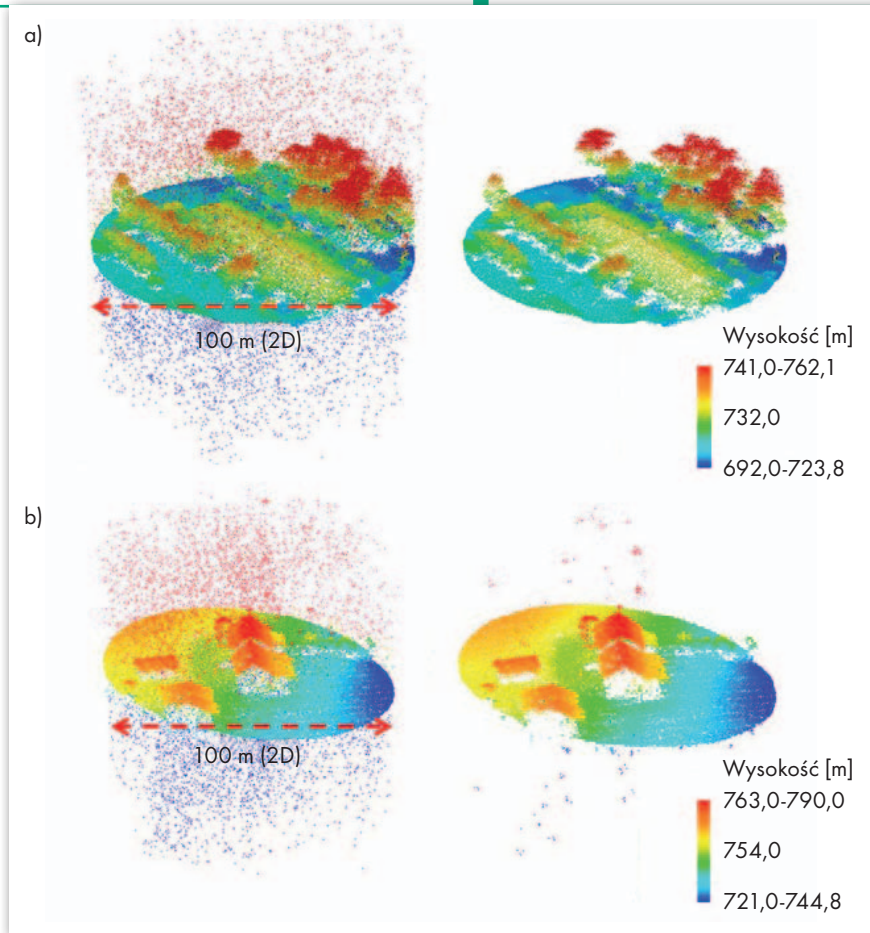 a)
100 m (2D)
Wysokość [m]
741,0-762,1
732,0
692,0-723,8
b)
100 m (2D)
Wysokość [m]
763,0-790,0
754,0
721,0-744,8